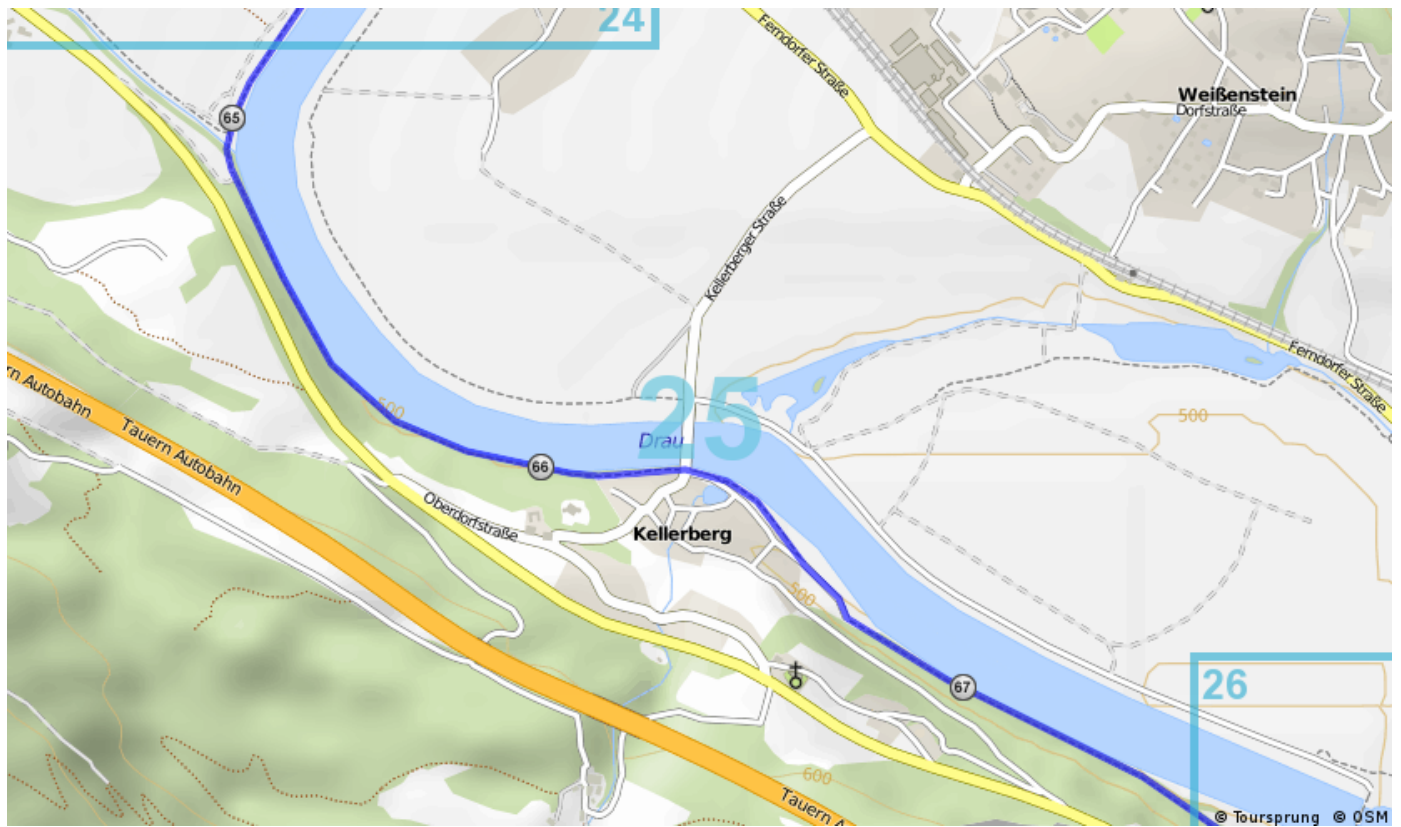 24
Ferndorfer Straße
Weißenstein
Dorfstraße
65
Kellerberger Straße
Ferndorfer Straße
rn Autobahn
Tauern Autobahn
500
25
500
Drau
66
Oberdorfstraße
Kellerberg
500
67
26
600
Tauern A
© Toursprung © OSM